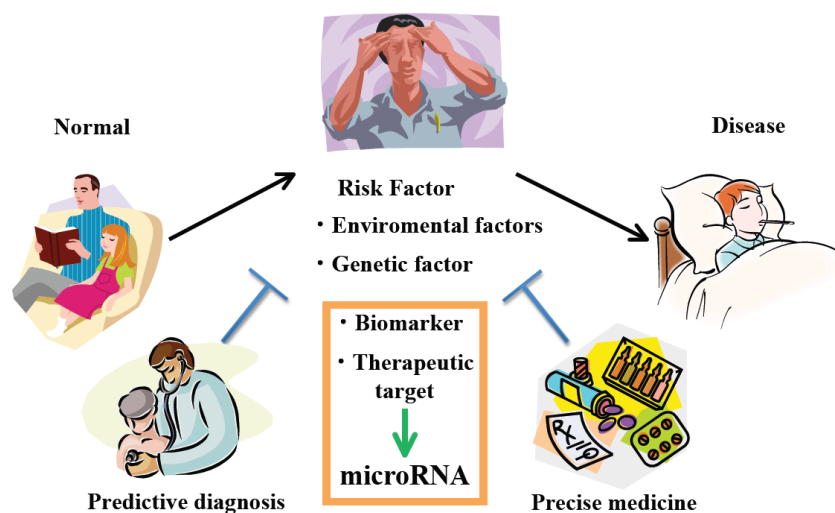 Normal
Disease
Risk Factor
・Enviromental factors
・Genetic factor
・Biomarker
・Therapeutic
target
microRNA
Predictive diagnosis
Precise medicine